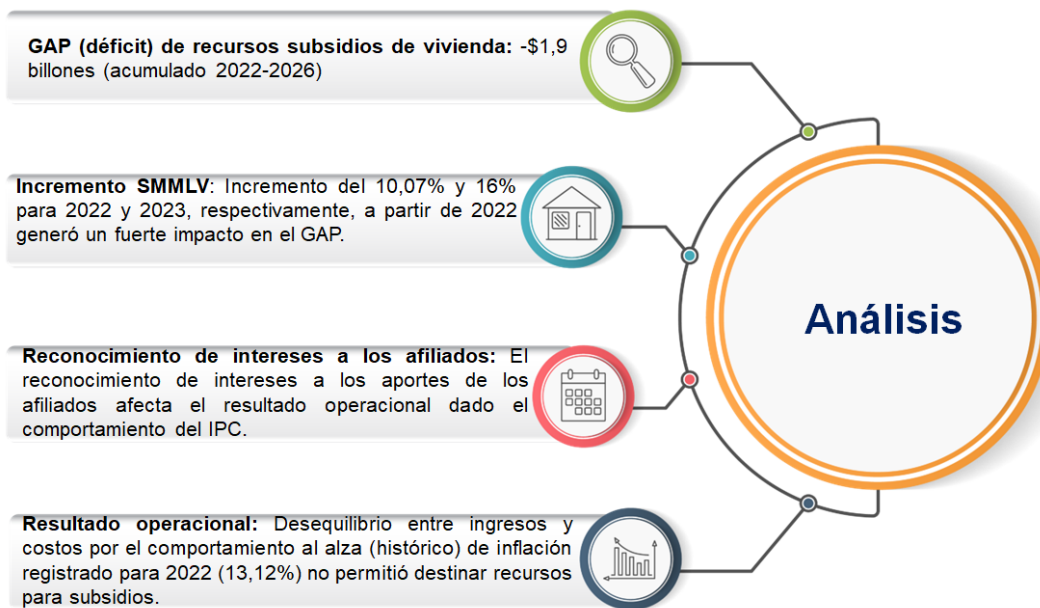 GAP (déficit) de recursos subsidios de vivienda: -$1,9
billones (acumulado 2022-2026)
Incremento SMMLV: Incremento del 10,07% y 16%
para 2022 y 2023, respectivamente, a partir de 2022
generó un fuerte impacto en el GAP.
Reconocimiento de intereses a los afiliados: El
reconocimiento de intereses a los aportes de los
afiliados afecta el resultado operacional dado el
comportamiento del IPC.
Resultado operacional: Desequilibrio entre ingresos y
costos por el comportamiento al alza (histórico) de inflación
registrado para 2022 (13,12%) no permitió destinar recursos
para subsidios.
Análisis